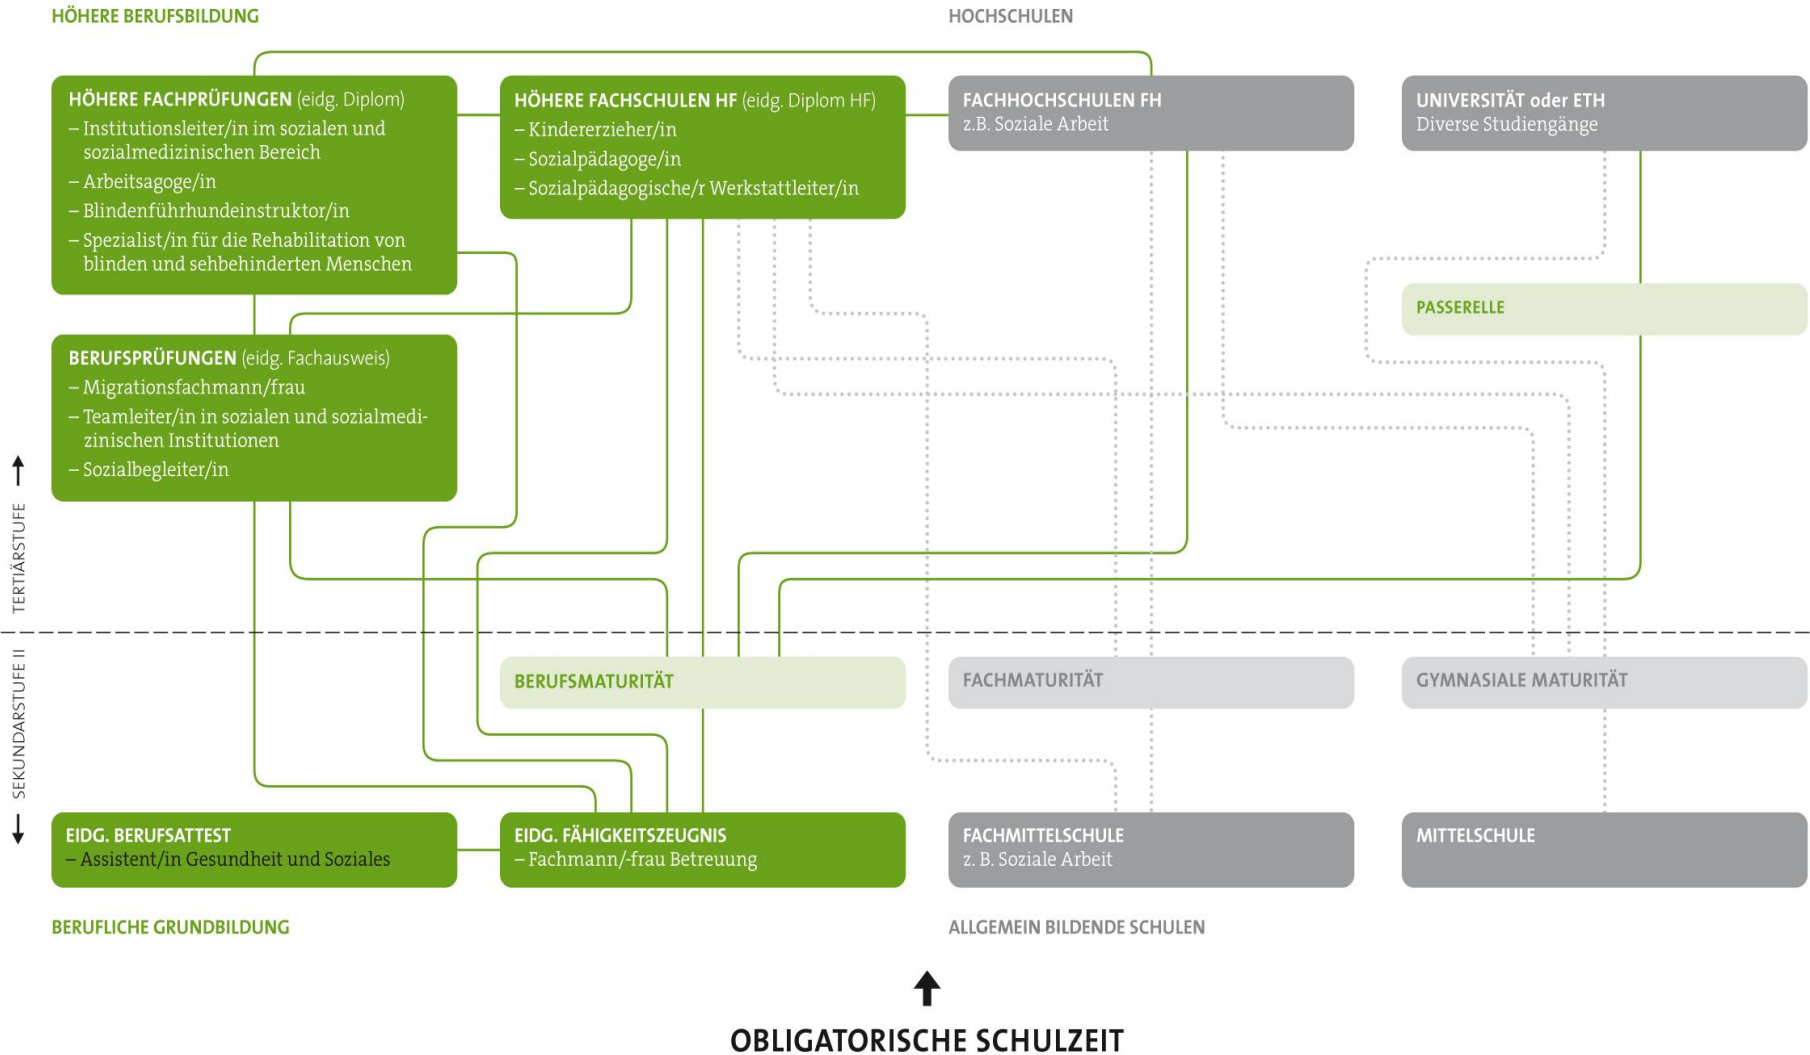 HÖHERE BERUFSBILDUNG
HOCHSCHULEN
HÖHERE FACHPRÜFUNGEN (eidg. Diplom)
– Institutionsleiter/in im sozialen und
sozialmedizinischen Bereich
– Arbeitsagoge/in
– Blindenführhundeinstruktor/in
– Spezialist/in für die Rehabilitation von
blinden und sehbehinderten Menschen
HÖHERE FACHSCHULEN HF (eidg. Diplom HF)
– Kindererzieher/in
– Sozialpädagoge/in
– Sozialpädagogische/r Werkstattleiter/in
FACHHOCHSCHULEN FH
z.B. Soziale Arbeit
UNIVERSITÄT oder ETH
Diverse Studiengänge
PASSERELLE
BERUFSPRÜFUNGEN (eidg. Fachausweis)
– Migrationsfachmann/frau
– Teamleiter/in in sozialen und sozialmedi-
zinischen Institutionen
– Sozialbegleiter/in
TERTIÄRSTUFE
SEKUNDARSTUFE II
BERUFSMATURITÄT
FACHMATURITÄT
GYMNASIALE MATURITÄT
EIDG. BERUFSATTEST
– Assistent/in Gesundheit und Soziales
EIDG. FÄHIGKEITSZEUGNIS
– Fachmann/-frau Betreuung
FACHMITTELSCHULE
z. B. Soziale Arbeit
MITTELSCHULE
BERUFLICHE GRUNDBILDUNG
ALLGEMEIN BILDENDE SCHULEN
OBLIGATORISCHE SCHULZEIT